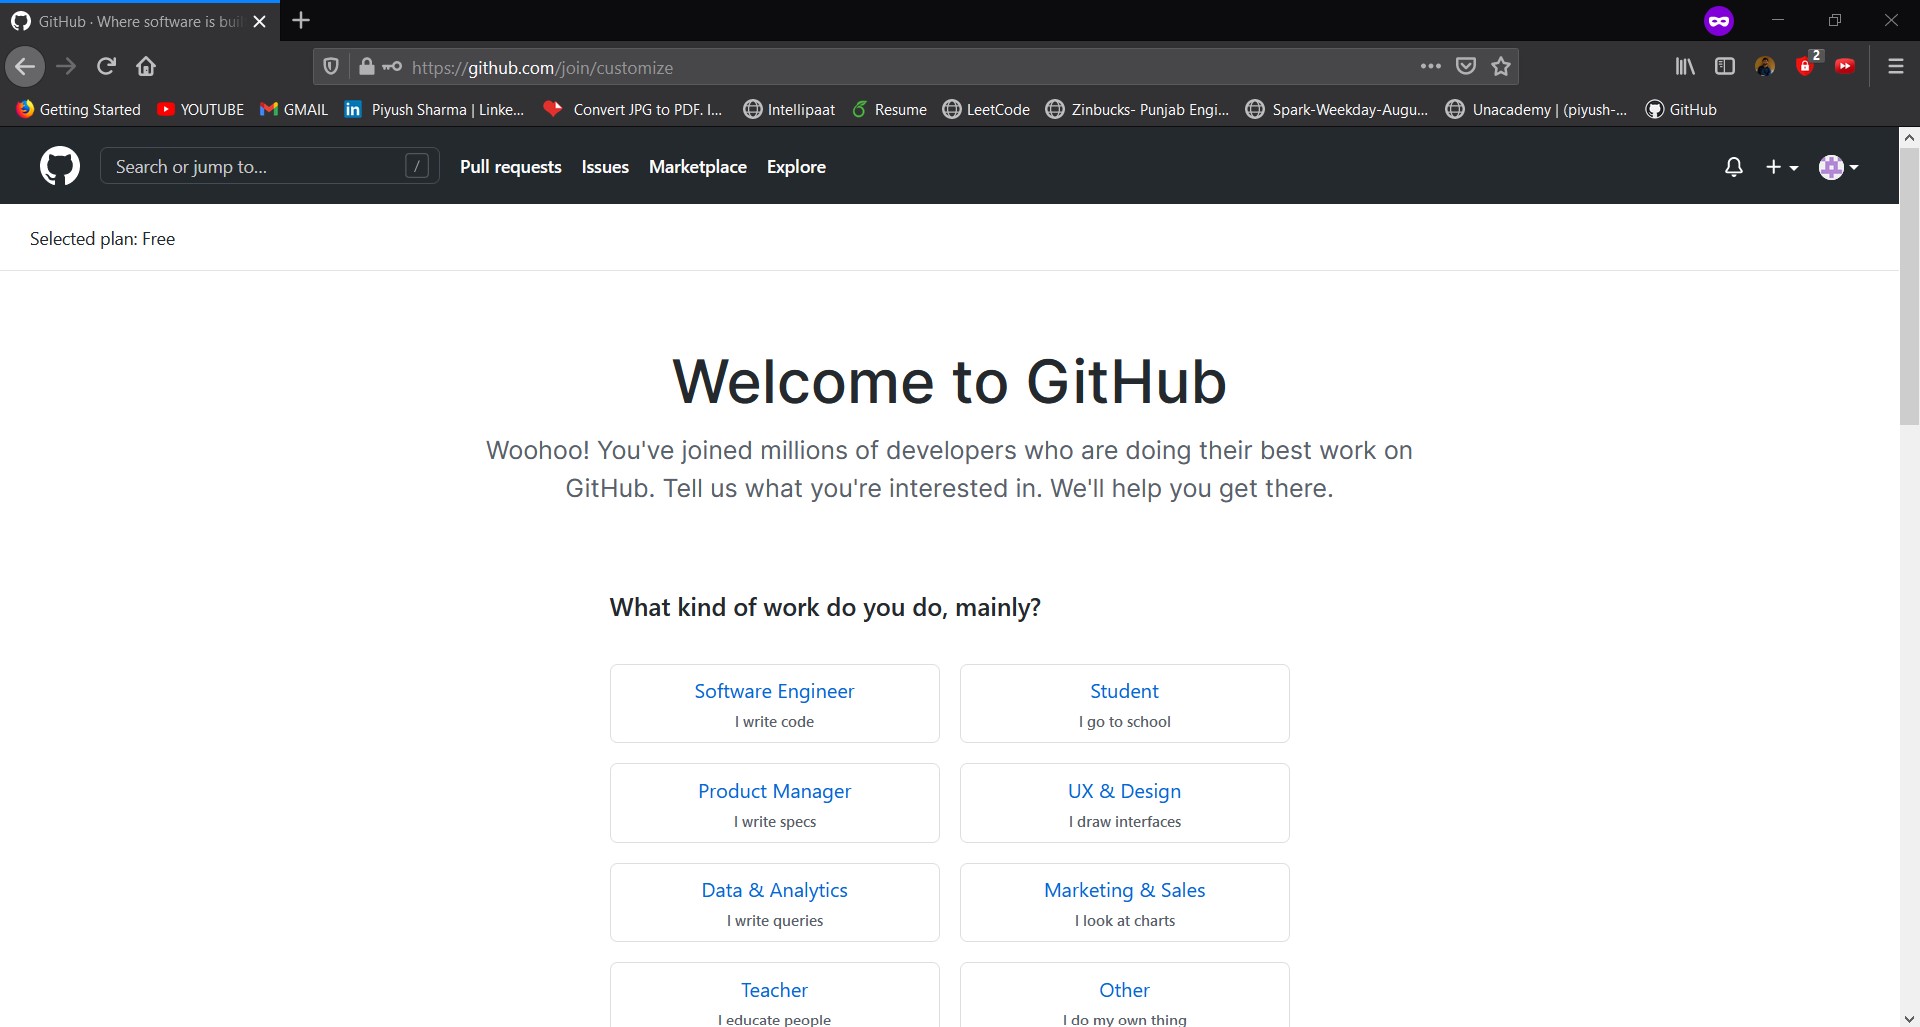 GitHub · Where software is buil
https://github.com/join/customize
2
Getting Started YOUTUBE GMAIL in Piyush Sharma | Linke... Convert JPG to PDF. I... Intellipaat Resume LeetCode Zinbucks- Punjab Engi... Spark-Weekday-Augu... Unacademy | (piyush-... GitHub
Search or jump to... / Pull requests Issues Marketplace Explore
Selected plan: Free
Welcome to GitHub
Woohoo! You've joined millions of developers who are doing their best work on
GitHub. Tell us what you're interested in. We'll help you get there.
What kind of work do you do, mainly?
Software Engineer
I write code
Student
I go to school
Product Manager
I write specs
UX & Design
I draw interfaces
Data & Analytics
I write queries
Marketing & Sales
I look at charts
Teacher
I educate people
Other
I do my own thing